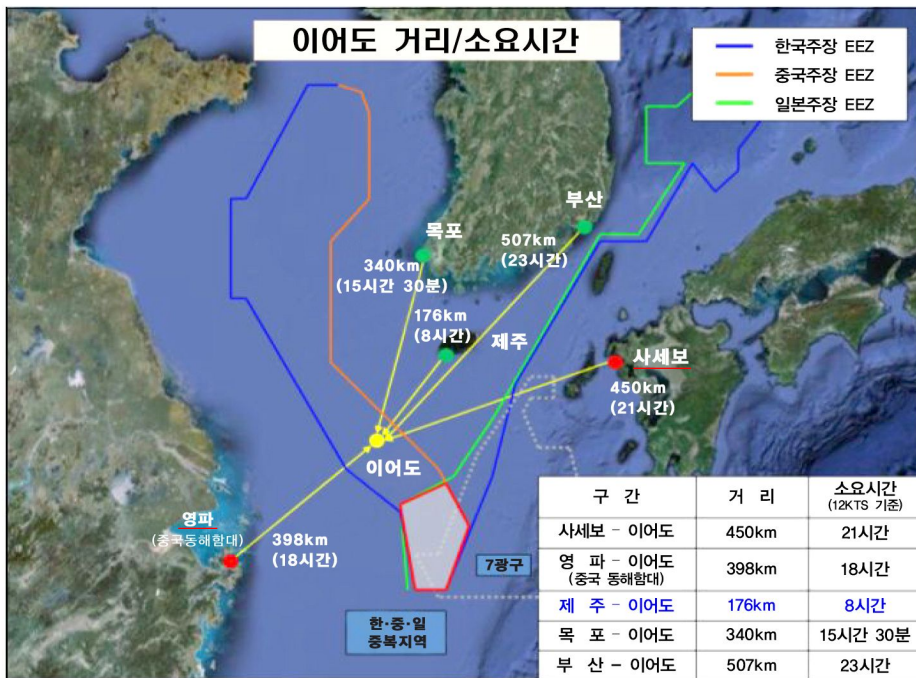 이어도 거리/소요시간
한국주장 EEZ
중국주장 EEZ
일본주장 EEZ
부산
507km
(23시간)
목포
340km
(15시간 30분)
176km
(8시간)
제주
사세보
450km
(21시간)
이어도
영파
(중국동해함대)
398km
(18시간)
7광구
한·중·일
중복지역
구 간 거 리 소요시간
(12KTS 기준)
사세보 - 이어도 450km 21시간
영 파 - 이어도 398km 18시간
(중국 동해함대)
제 주 - 이어도 176km 8시간
목 포 - 이어도 340km 15시간 30분
부 산 - 이어도 507km 23시간